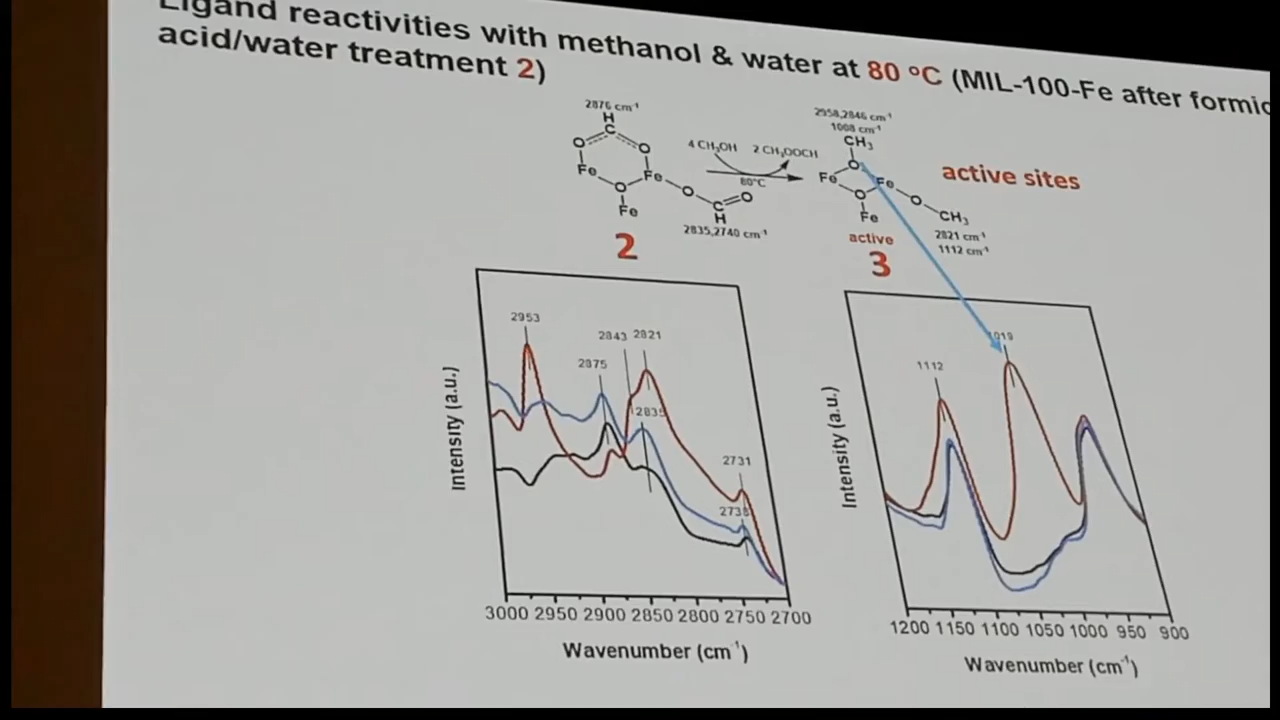 Ligand reactivities with methanol & water at 80 ºC (MIL-100-Fe after formic
acid/water treatment 2)
2876 cm-1
H
C
O
O
Fe
Fe
O
Fe
O
C
O
H
2835,2740 cm-1
2
4 CH3OH 2 CH3OOCH
80°C
2958,2846 cm-1
1008 cm-1
CH3
O
Fe
Fe
O
Fe
O
CH3
2821 cm-1
1112 cm-1
active
3
active sites
2953
2843 2821
2875
2835
2731
2738
Intensity (a.u.)
3000 2950 2900 2850 2800 2750 2700
Wavenumber (cm-1)
1112
1019
Intensity (a.u.)
1200 1150 1100 1050 1000 950 900
Wavenumber (cm-1)